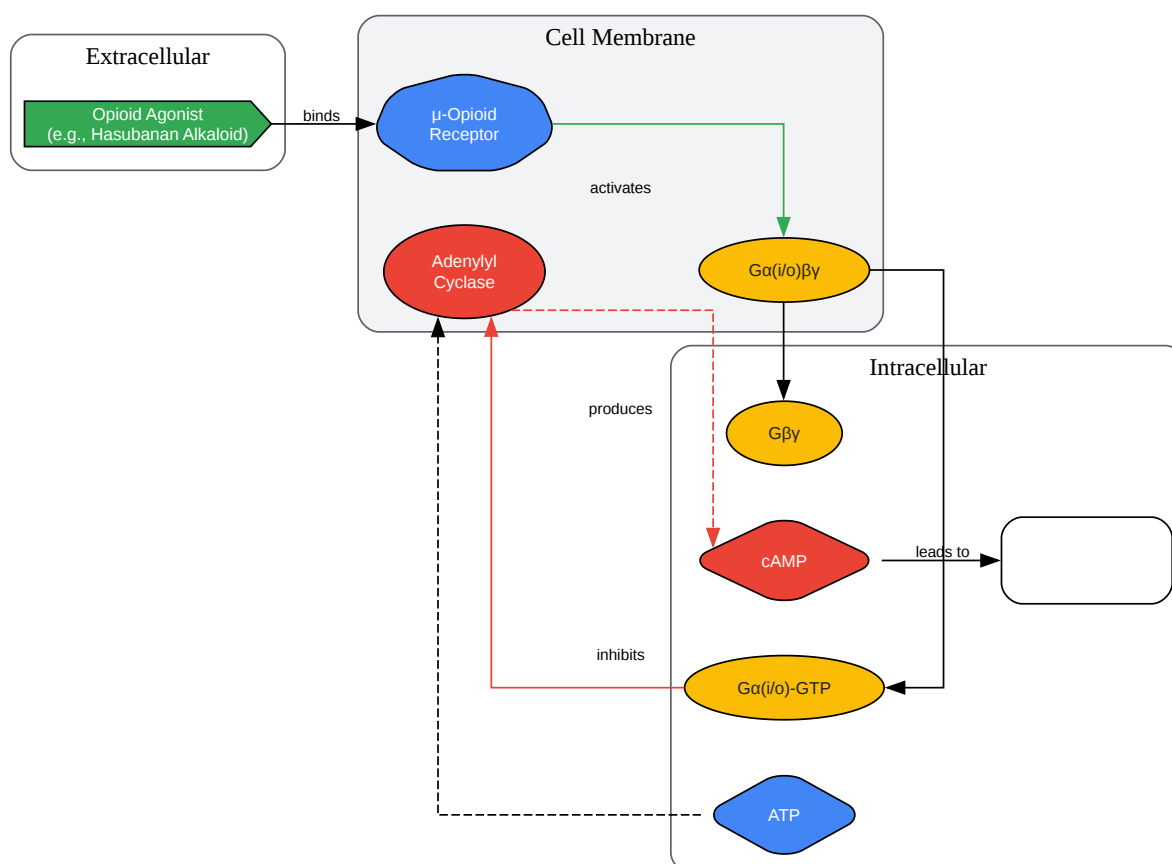 Extracellular
Opioid Agonist
(e.g., Hasubanan Alkaloid)
binds
Cell Membrane
μ-Opioid
Receptor
activates
Adenylyl
Cyclase
Gα(i/o)βγ
Intracellular
produces
Gβγ
cAMP
leads to
inhibits
Gα(i/o)-GTP
ATP